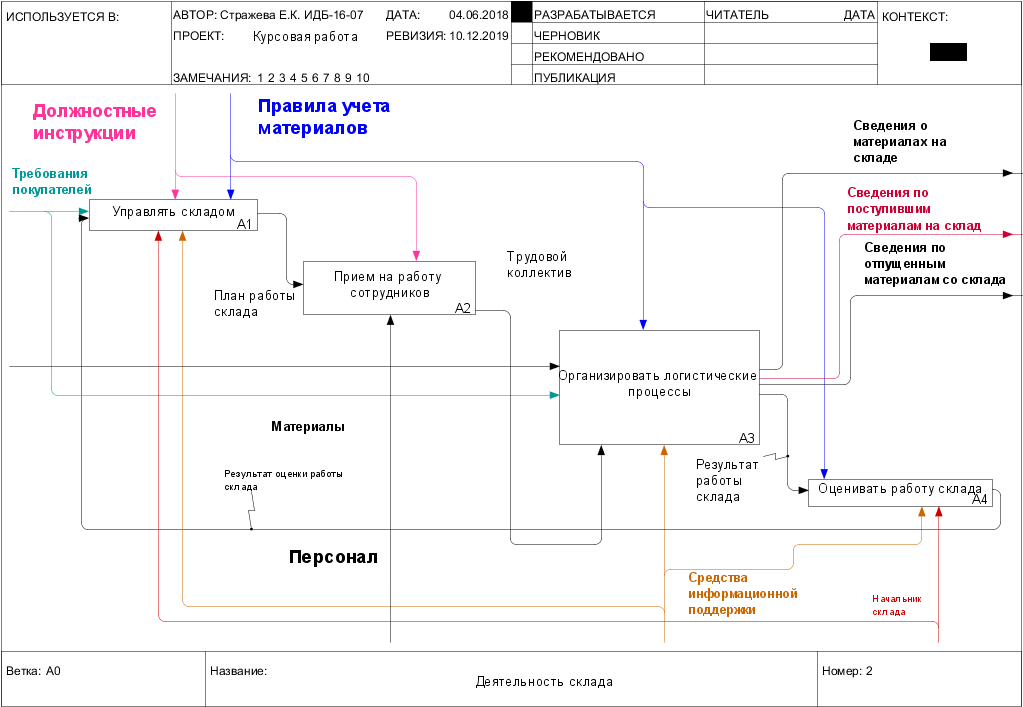 ИСПОЛЬЗУЕТСЯ В:
АВТОР: Стражева Е.К. ИДБ-16-07
ДАТА: 04.06.2018
ПРОЕКТ: Курсовая работа
РЕВИЗИЯ: 10.12.2019
ЗАМЕЧАНИЯ: 1 2 3 4 5 6 7 8 9 10
РАЗРАБАТЫВАЕТСЯ
ЧЕРНОВИК
РЕКОМЕНДОВАНО
ПУБЛИКАЦИЯ
ЧИТАТЕЛЬ
ДАТА
КОНТЕКСТ:
Должностные
инструкции
Правила учета
материалов
Требования
покупателей
Управлять складом
A1
План работы
склада
Прием на работу
сотрудников
A2
Трудовой
коллектив
Сведения о
материалах на
складе
Сведения по
поступившим
материалам на склад
Сведения по
отпущенным
материалам со склада
Организировать логистические
процессы
A3
Материалы
Результат оценки работы
склада
Результат
работы
склада
Оценивать работу склада
A4
Персонал
Средства
информационной
поддержки
Начальник
склада
Ветка: A0
Название:
Деятельность склада
Номер: 2